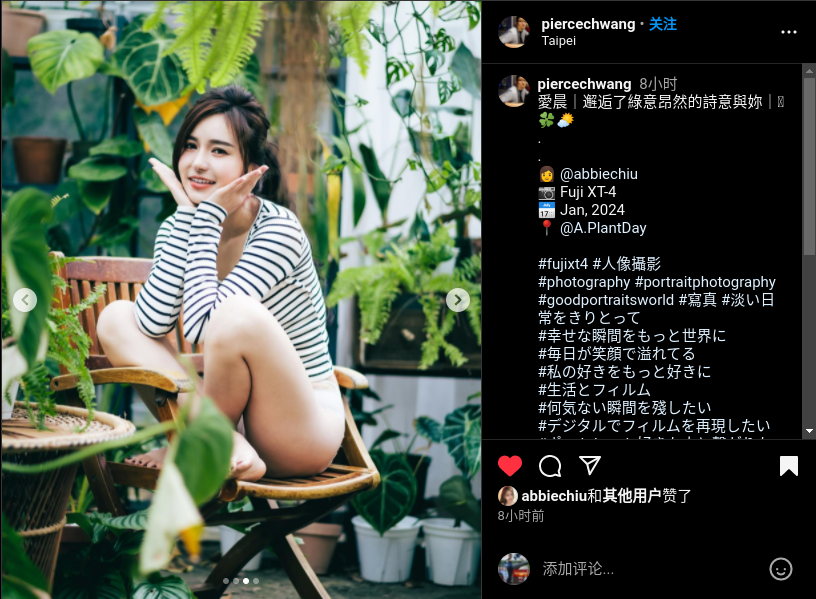 piercechwang • 关注
Taipei
piercechwang 8小时
愛晨｜邂逅了綠意昂然的詩意與妳｜
.
.
@abbiechiu
Fuji XT-4
17 Jan, 2024
@A.PlantDay
#fujixt4 #人像攝影
#photography #portraitphotography
#goodportraitsworld #寫真 #淡い日
常をきりとって
#幸せな瞬間をもっと世界に
#毎日が笑顔で溢れてる
#私の好きをもっと好きに
#生活とフィルム
#何気ない瞬間を殘したい
#デジタルでフィルムを再現したい
abbiechiu和其他用户赞了
8小时前
添加评论...